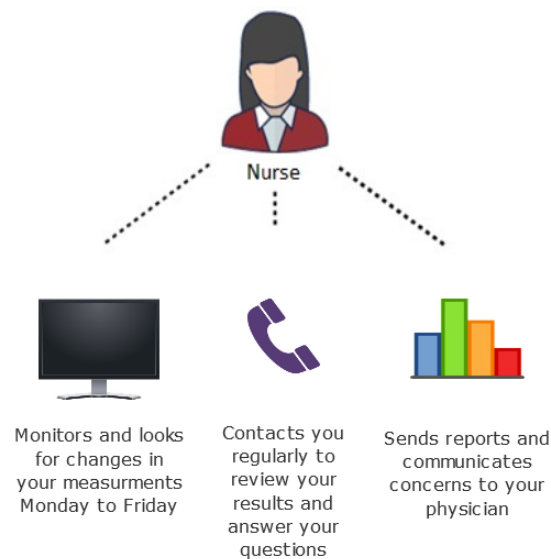 Nurse
Monitors and looks
for changes in
your measurments
Monday to Friday
Contacts you
regularly to
review your
results and
answer your
questions
Sends reports and
communicates
concerns to your
physician